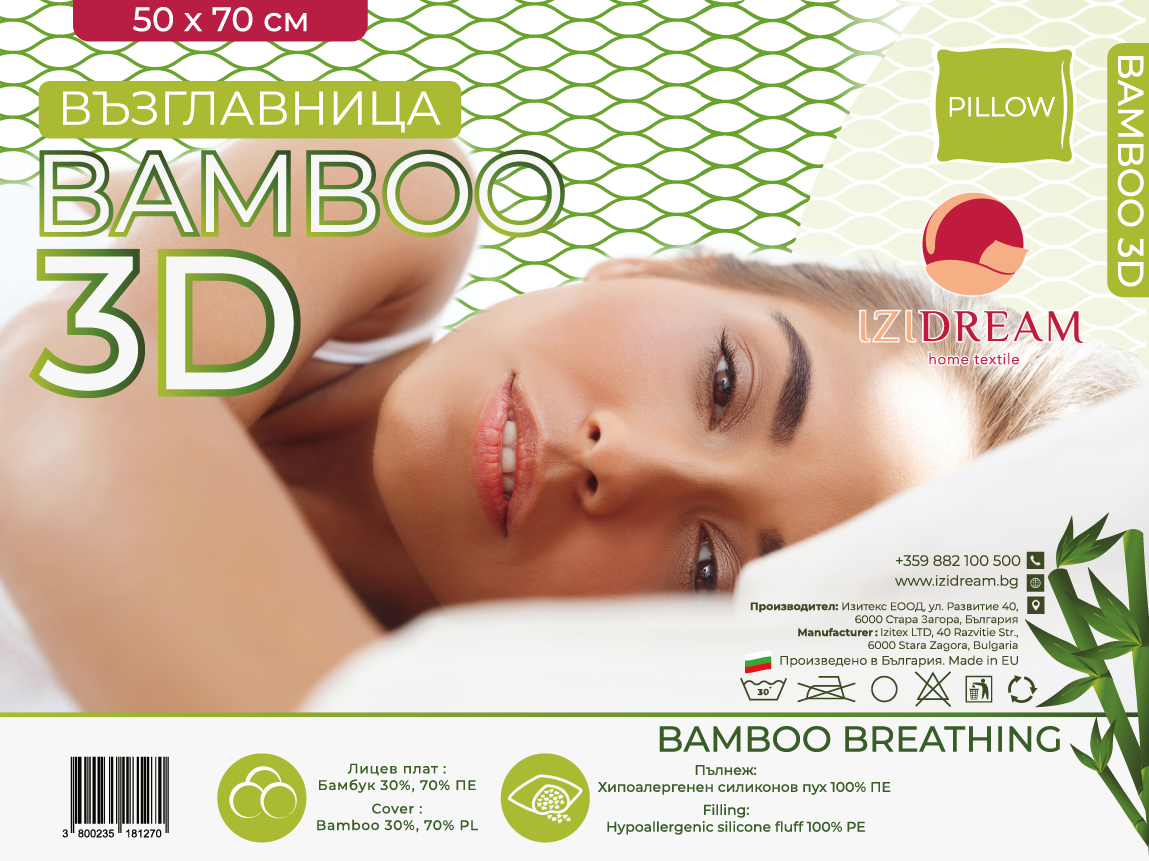 50 x 70 см
ВЪЗГЛАВНИЦА
BAMBOO
3D
PILLOW
BAMBOO 3D
IZIDREAM
home textile
+359 882 100 500
www.izidream.bg
Производител: Изитекс ЕООД, ул. Развитие 40,
6000 Стара Загора, България
Manufacturer : Izitex LTD, 40 Razvitie Str.,
6000 Stara Zagora, Bulgaria
Произведено в България. Made in EU
30°
BAMBOO BREATHING
3 800235 181270
Лицев плат :
Бамбук 30%, 70% ПЕ
Cover :
Bamboo 30%, 70% PL
Пълнеж:
Хипоалергенен силиконов пух 100% ПЕ
Filling:
Hypoallergenic silicone fluff 100% PE